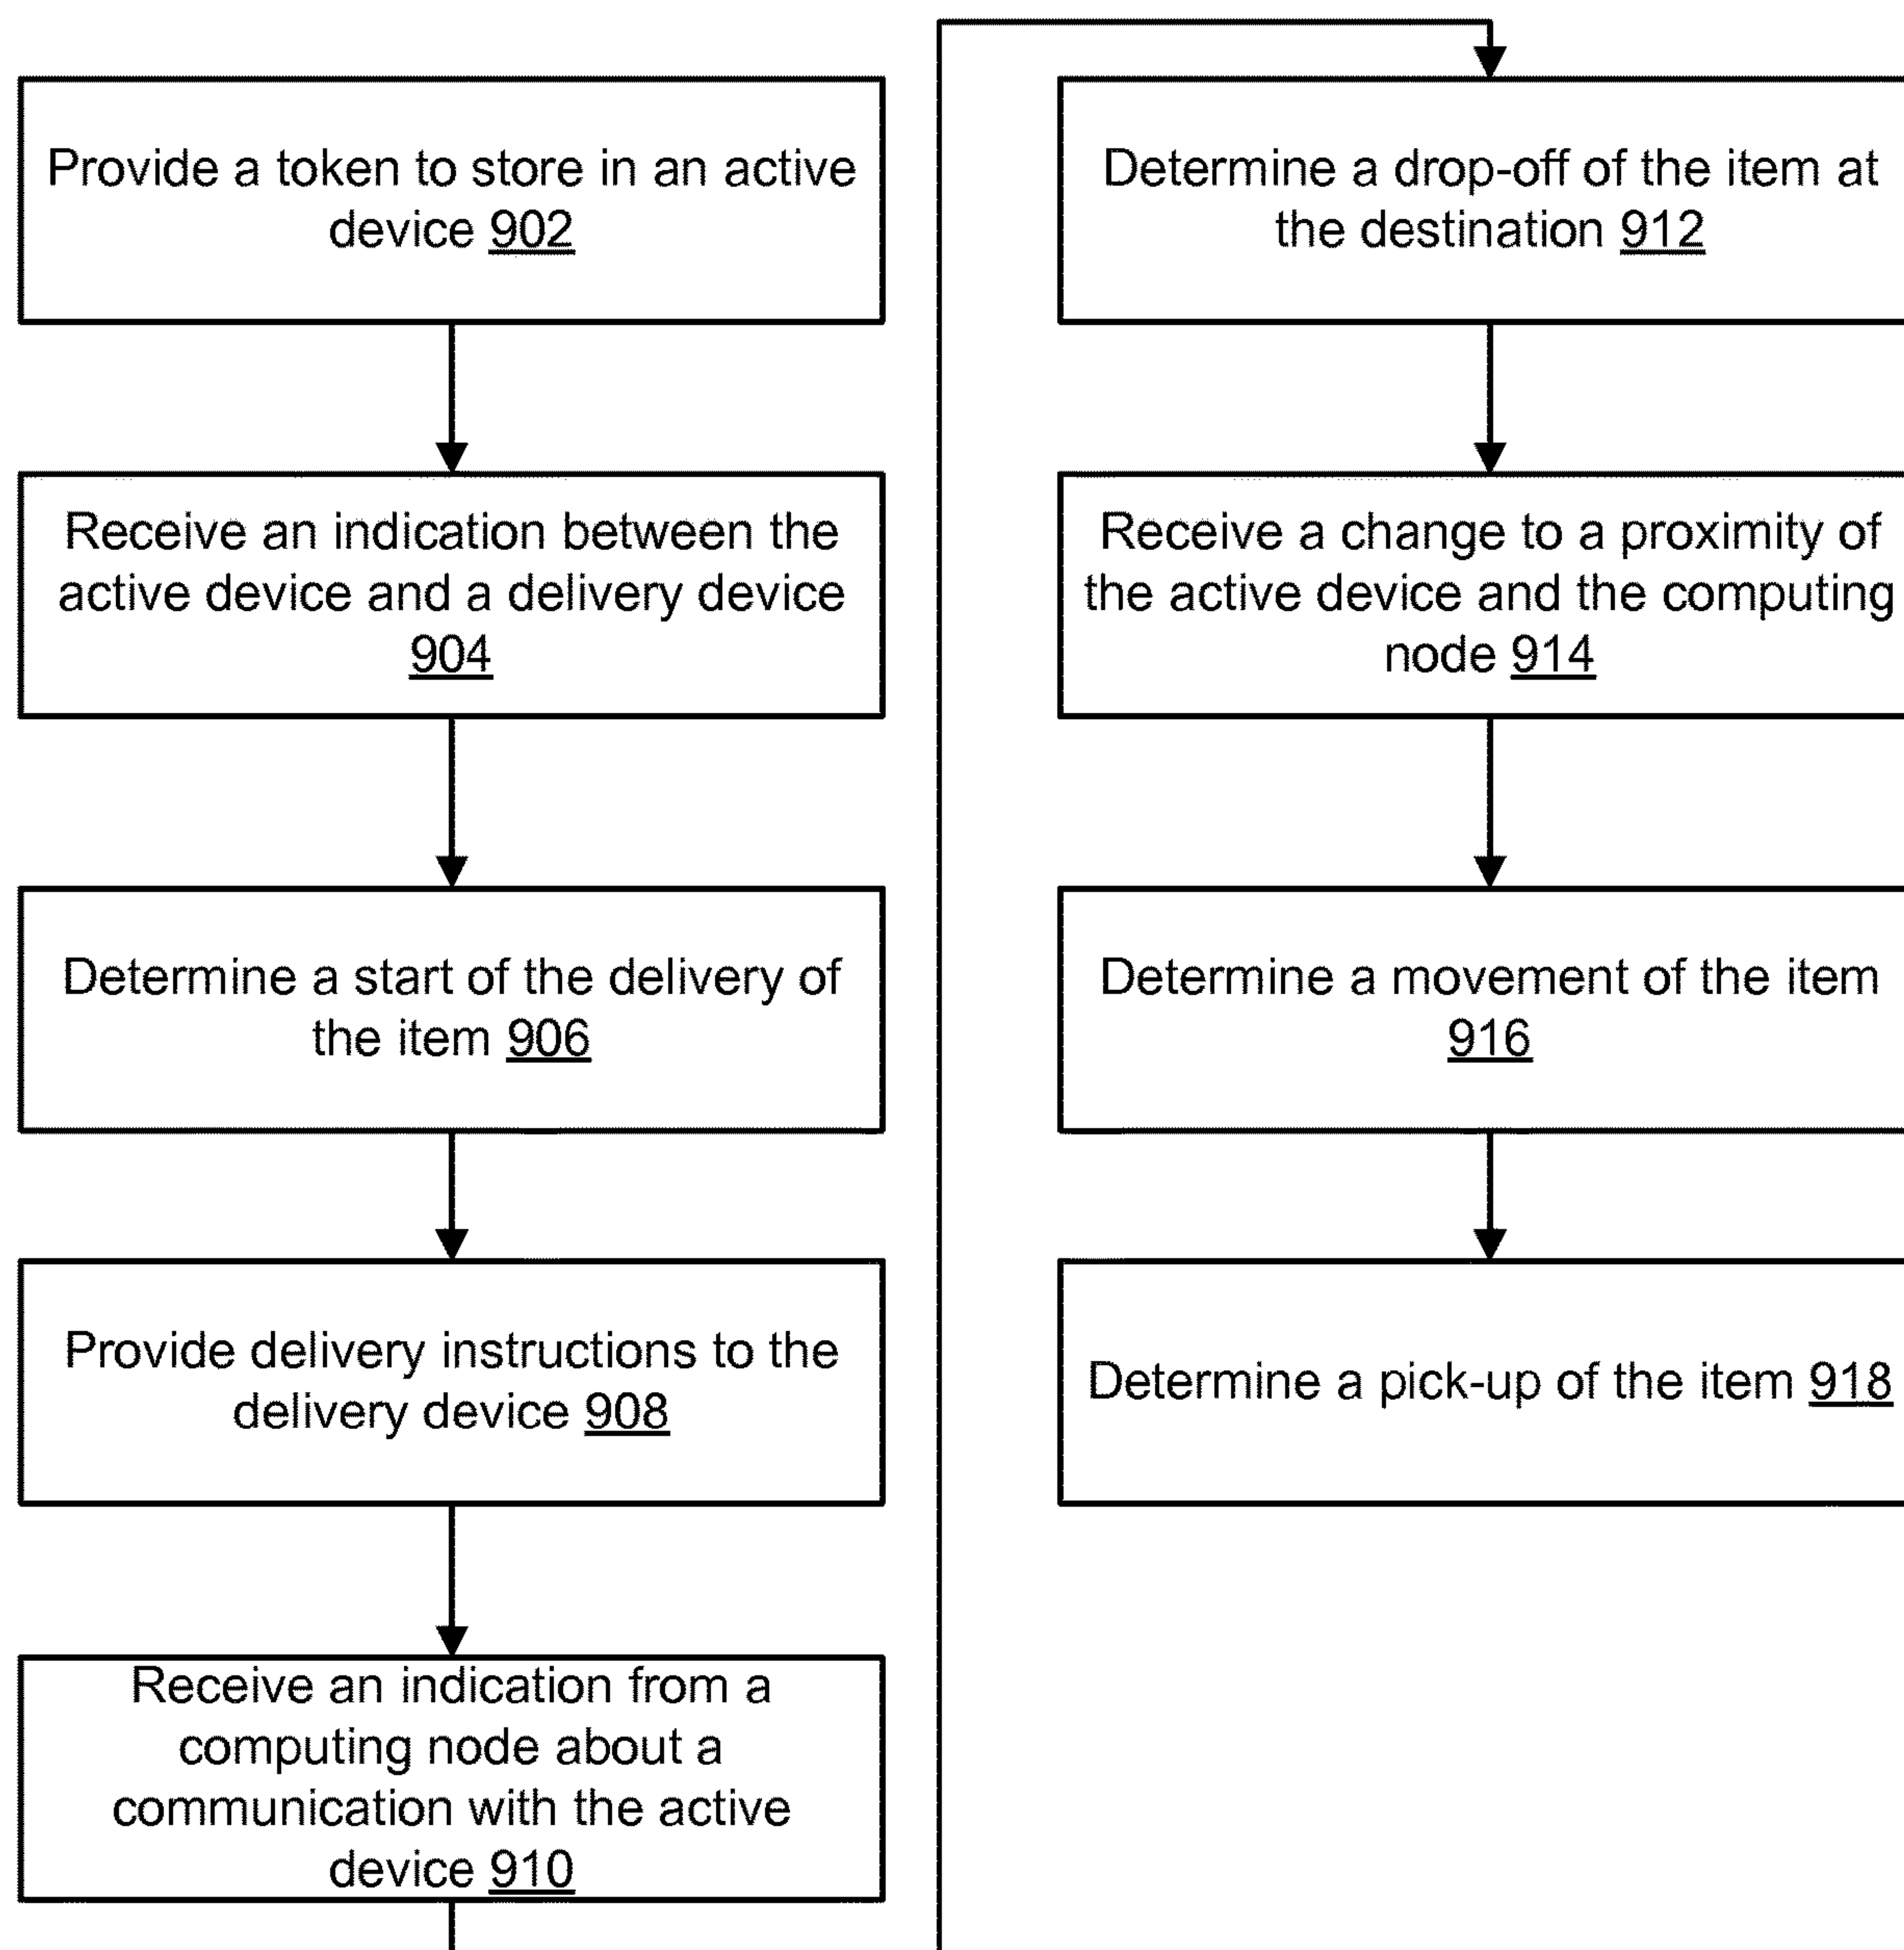 Provide a token to store in an active
device 902
Receive an indication between the
active device and a delivery device
904
Determine a start of the delivery of
the item 906
Provide delivery instructions to the
delivery device 908
Receive an indication from a
computing node about a
communication with the active
device 910
Determine a drop-off of the item at
the destination 912
Receive a change to a proximity of
the active device and the computing
node 914
Determine a movement of the item
916
Determine a pick-up of the item 918